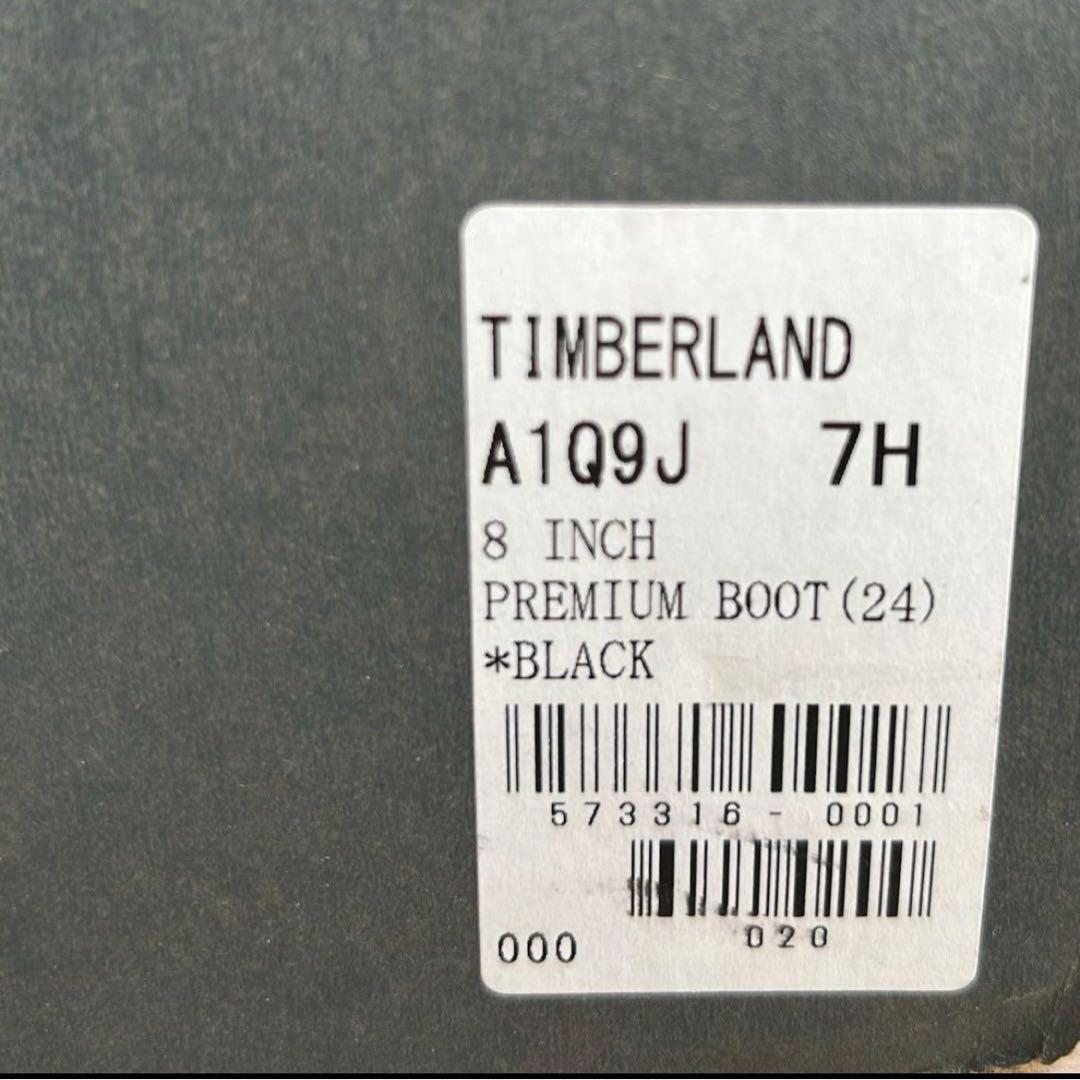 TIMBERLAND
A1Q9J 7H
8 INCH
PREMIUM BOOT(24)
*BLACK
573316-0001
020
000